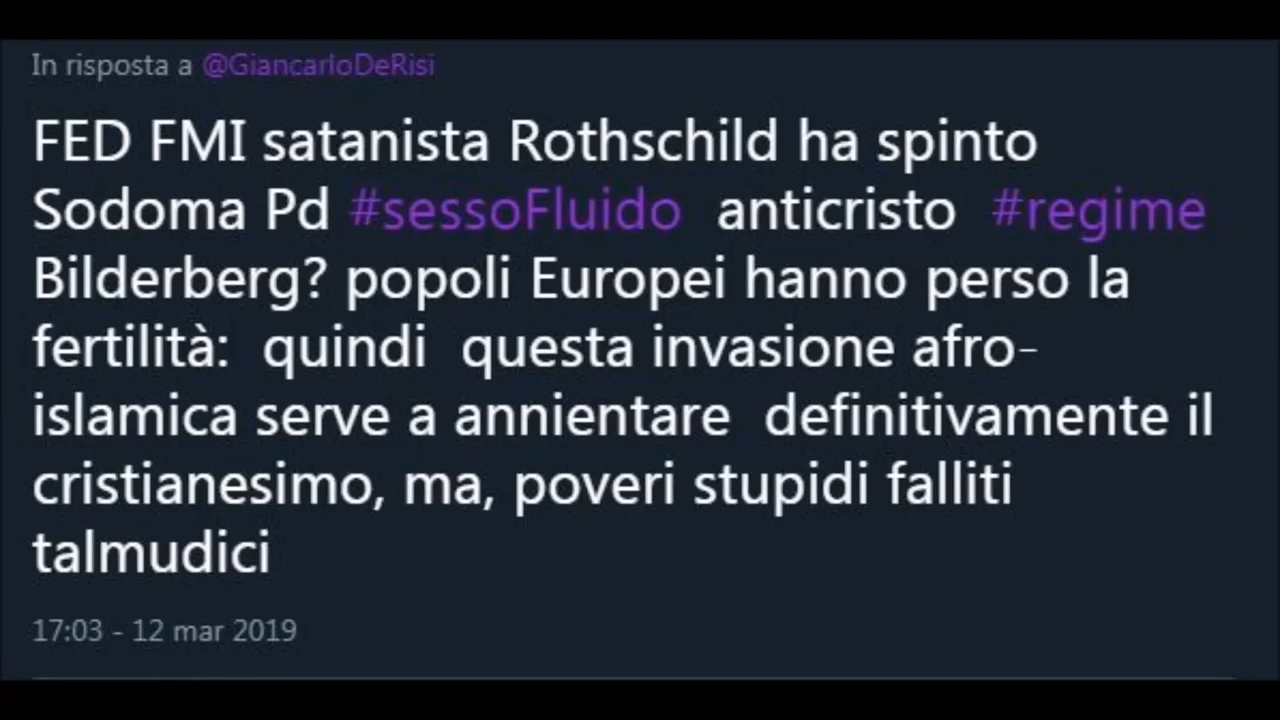 In risposta a @GiancarloDeRisi
FED FMI satanista Rothschild ha spinto
Sodoma Pd #sessoFluido anticristo #regime
Bilderberg? popoli Europei hanno perso la
fertilità: quindi questa invasione afro-
islamica serve a annientare definitivamente il
cristianesimo, ma, poveri stupidi falliti
talmudici
17:03 - 12 mar 2019